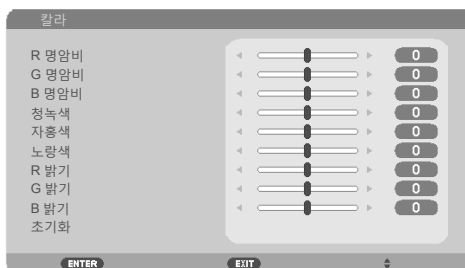 칼라
R 명암비 0
G 명암비 0
B 명암비 0
청녹색 0
자홍색 0
노랑색 0
R 밝기 0
G 밝기 0
B 밝기 0
초기화
ENTER EXIT